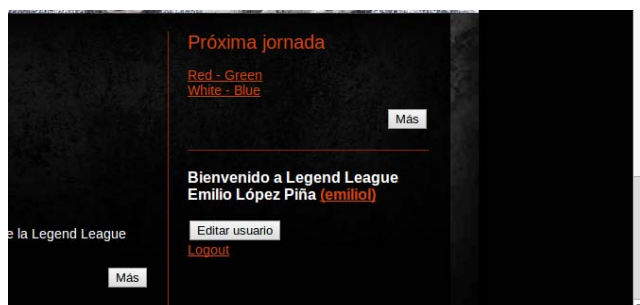 Próxima jornada
Red - Green
White - Blue
Más
Bienvenido a Legend League
Emilio López Piña (emiliol)
Editar usuario
Logout
e la Legend League
Más